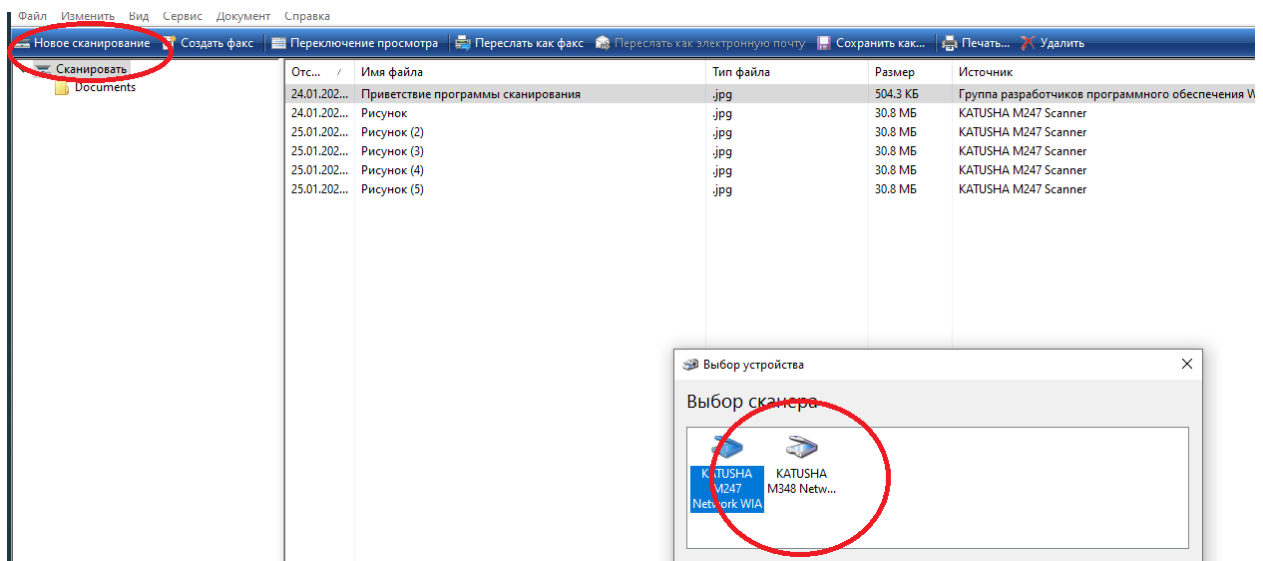 Файл Изменить Вид Сервис Документ Справка
Новое сканирование Создать факс Переключение просмотра Переслать как факс Переслать как электронную почту Сохранить как... Печать... Удалить
Сканировать
Documents
Отс... Имя файла Тип файла Размер Источник
24.01.202... Приветствие программы сканирования .jpg 504.3 КБ Группа разработчиков программного обеспечения W
24.01.202... Рисунок .jpg 30.8 МБ KATUSHA M247 Scanner
25.01.202... Рисунок (2) .jpg 30.8 МБ KATUSHA M247 Scanner
25.01.202... Рисунок (3) .jpg 30.8 МБ KATUSHA M247 Scanner
25.01.202... Рисунок (4) .jpg 30.8 МБ KATUSHA M247 Scanner
25.01.202... Рисунок (5) .jpg 30.8 МБ KATUSHA M247 Scanner
Выбор устройства
Выбор сканера
KATUSHA M247 Network WIA
KATUSHA M348 Netw...